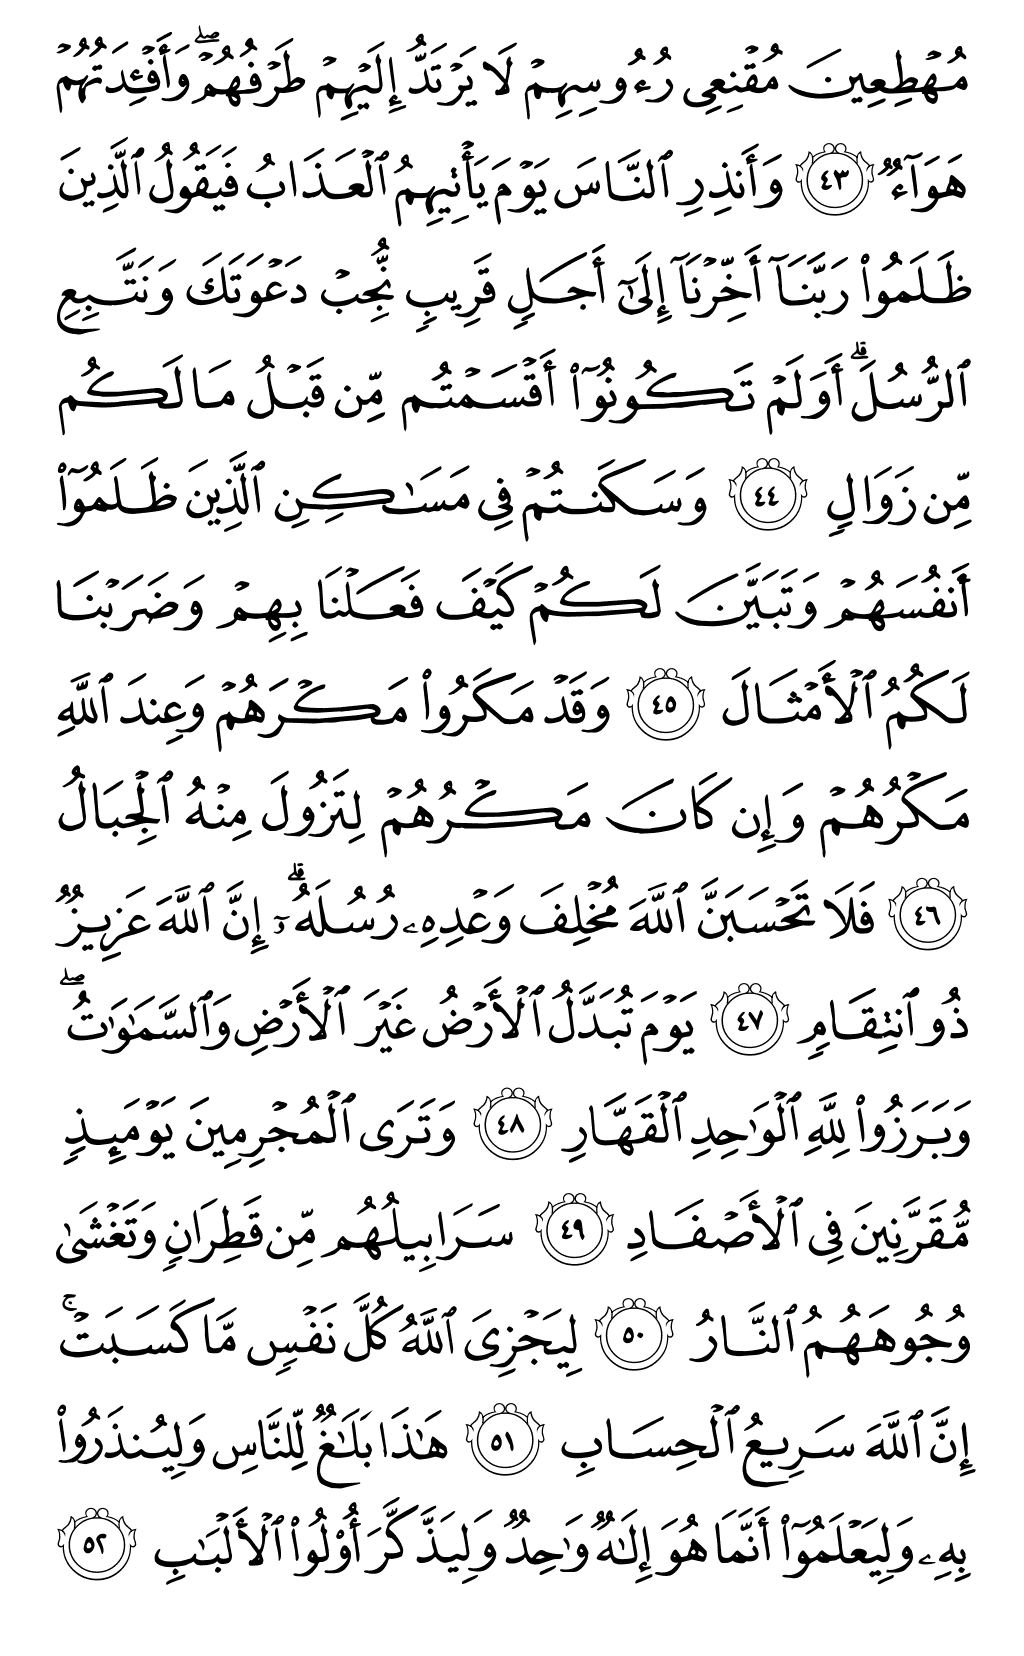 مُهۡطِعِينَ مُقۡنِعِي رُءُوسِهِمۡ لَا يَرۡتَدُّ إِلَيۡهِمۡ طَرۡفُهُمۡۖ وَأَفۡـِٔدَتُهُمۡ
هَوَآءٞ ٤٣ وَأَنذِرِ ٱلنَّاسَ يَوۡمَ يَأۡتِيهِمُ ٱلۡعَذَابُ فَيَقُولُ ٱلَّذِينَ
ظَلَمُواْ رَبَّنَآ أَخِّرۡنَآ إِلَىٰٓ أَجَلٖ قَرِيبٖ نُّجِبۡ دَعۡوَتَكَ وَنَتَّبِعِ
ٱلرُّسُلَۗ أَوَلَمۡ تَكُونُوٓاْ أَقۡسَمۡتُم مِّن قَبۡلُ مَا لَكُم
مِّن زَوَالٖ ٤٤ وَسَكَنتُمۡ فِي مَسَٰكِنِ ٱلَّذِينَ ظَلَمُوٓاْ
أَنفُسَهُمۡ وَتَبَيَّنَ لَكُمۡ كَيۡفَ فَعَلۡنَا بِهِمۡ وَضَرَبۡنَا
لَكُمُ ٱلۡأَمۡثَالَ ٤٥ وَقَدۡ مَكَرُواْ مَكۡرَهُمۡ وَعِندَ ٱللَّهِ
مَكۡرُهُمۡ وَإِن كَانَ مَكۡرُهُمۡ لِتَزُولَ مِنۡهُ ٱلۡجِبَالُ
٤٦ فَلَا تَحۡسَبَنَّ ٱللَّهَ مُخۡلِفَ وَعۡدِهِۦ رُسُلَهُۥٓۗ إِنَّ ٱللَّهَ عَزِيزٞ
ذُو ٱنتِقَامٖ ٤٧ يَوۡمَ تُبَدَّلُ ٱلۡأَرۡضُ غَيۡرَ ٱلۡأَرۡضِ وَٱلسَّمَٰوَٰتُۖ
وَبَرَزُواْ لِلَّهِ ٱلۡوَٰحِدِ ٱلۡقَهَّارِ ٤٨ وَتَرَى ٱلۡمُجۡرِمِينَ يَوۡمَئِذٖ
مُّقَرَّنِينَ فِي ٱلۡأَصۡفَادِ ٤٩ سَرَابِيلُهُم مِّن قَطِرَانٖ وَتَغۡشَىٰ
وُجُوهَهُمُ ٱلنَّارُ ٥٠ لِيَجۡزِيَ ٱللَّهُ كُلَّ نَفۡسٖ مَّا كَسَبَتۡۚ
إِنَّ ٱللَّهَ سَرِيعُ ٱلۡحِسَابِ ٥١ هَٰذَا بَلَٰغٞ لِّلنَّاسِ وَلِيُنذَرُواْ
بِهِۦ وَلِيَعۡلَمُوٓاْ أَنَّمَا هُوَ إِلَٰهٞ وَٰحِدٞ وَلِيَذَّكَّرَ أُوْلُواْ ٱلۡأَلۡبَٰبِ ٥٢